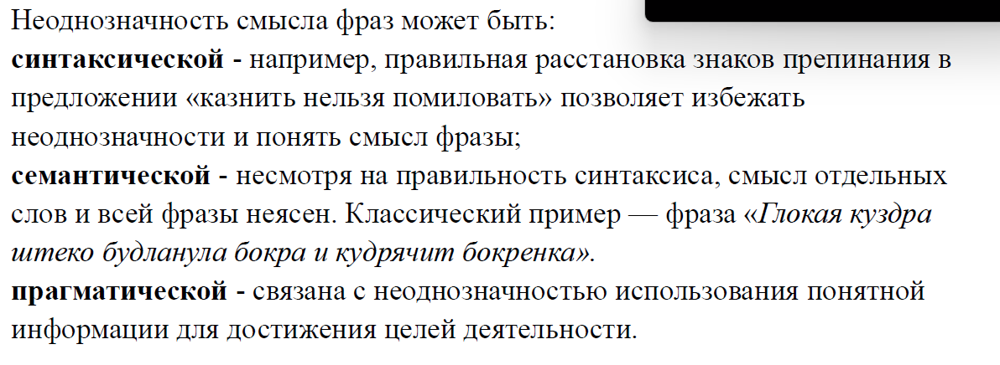 Неоднозначность смысла фраз может быть:
синтаксической - например, правильная расстановка знаков препинания в
предложении «казнить нельзя помиловать» позволяет избежать
неоднозначности и понять смысл фразы;
семантической - несмотря на правильность синтаксиса, смысл отдельных
слов и всей фразы неясен. Классический пример — фраза «Глокая куздра
штеко будланула бокра и кудрячит бокренка».
прагматической - связана с неоднозначностью использования понятной
информации для достижения целей деятельности.